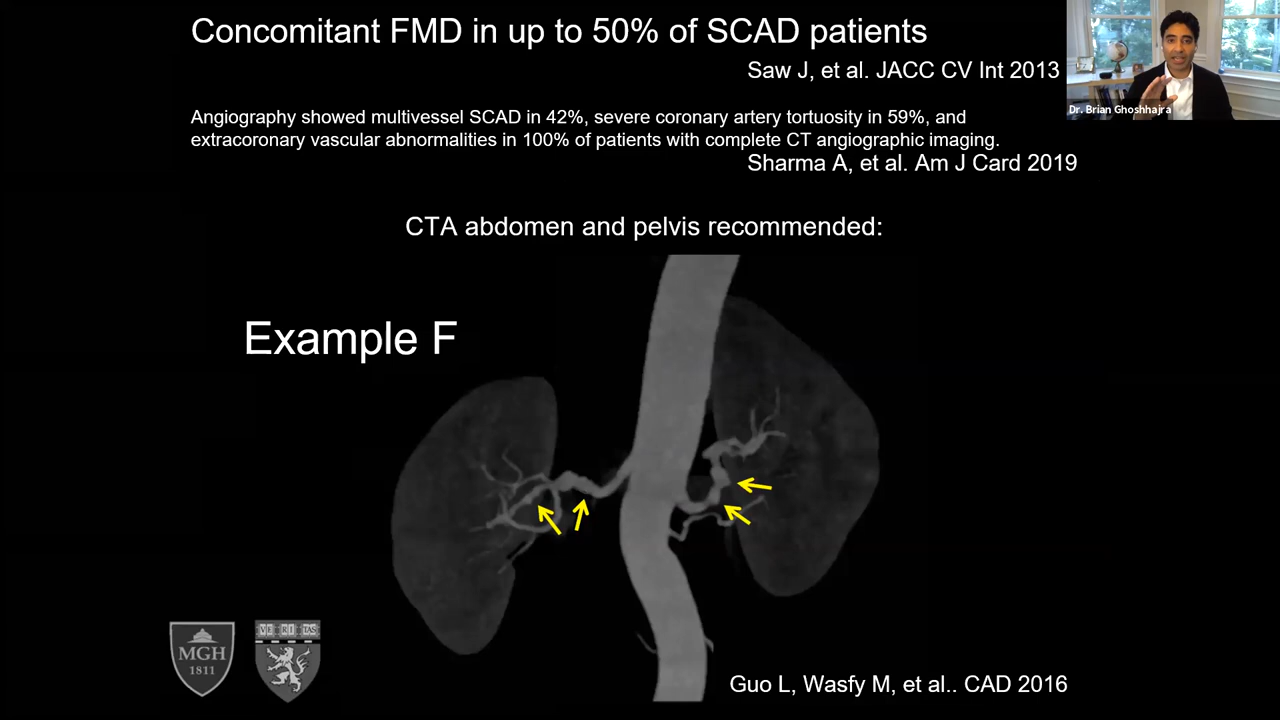 Concomitant FMD in up to 50% of SCAD patients
Saw J, et al. JACC CV Int 2013
Dr. Brian Ghoshhajra
Angiography showed multivessel SCAD in 42%, severe coronary artery tortuosity in 59%, and
extracoronary vascular abnormalities in 100% of patients with complete CT angiographic imaging.
Sharma A, et al. Am J Card 2019
CTA abdomen and pelvis recommended:
Example F
MGH
1811
VE RI TAS
Guo L, Wasfy M, et al.. CAD 2016